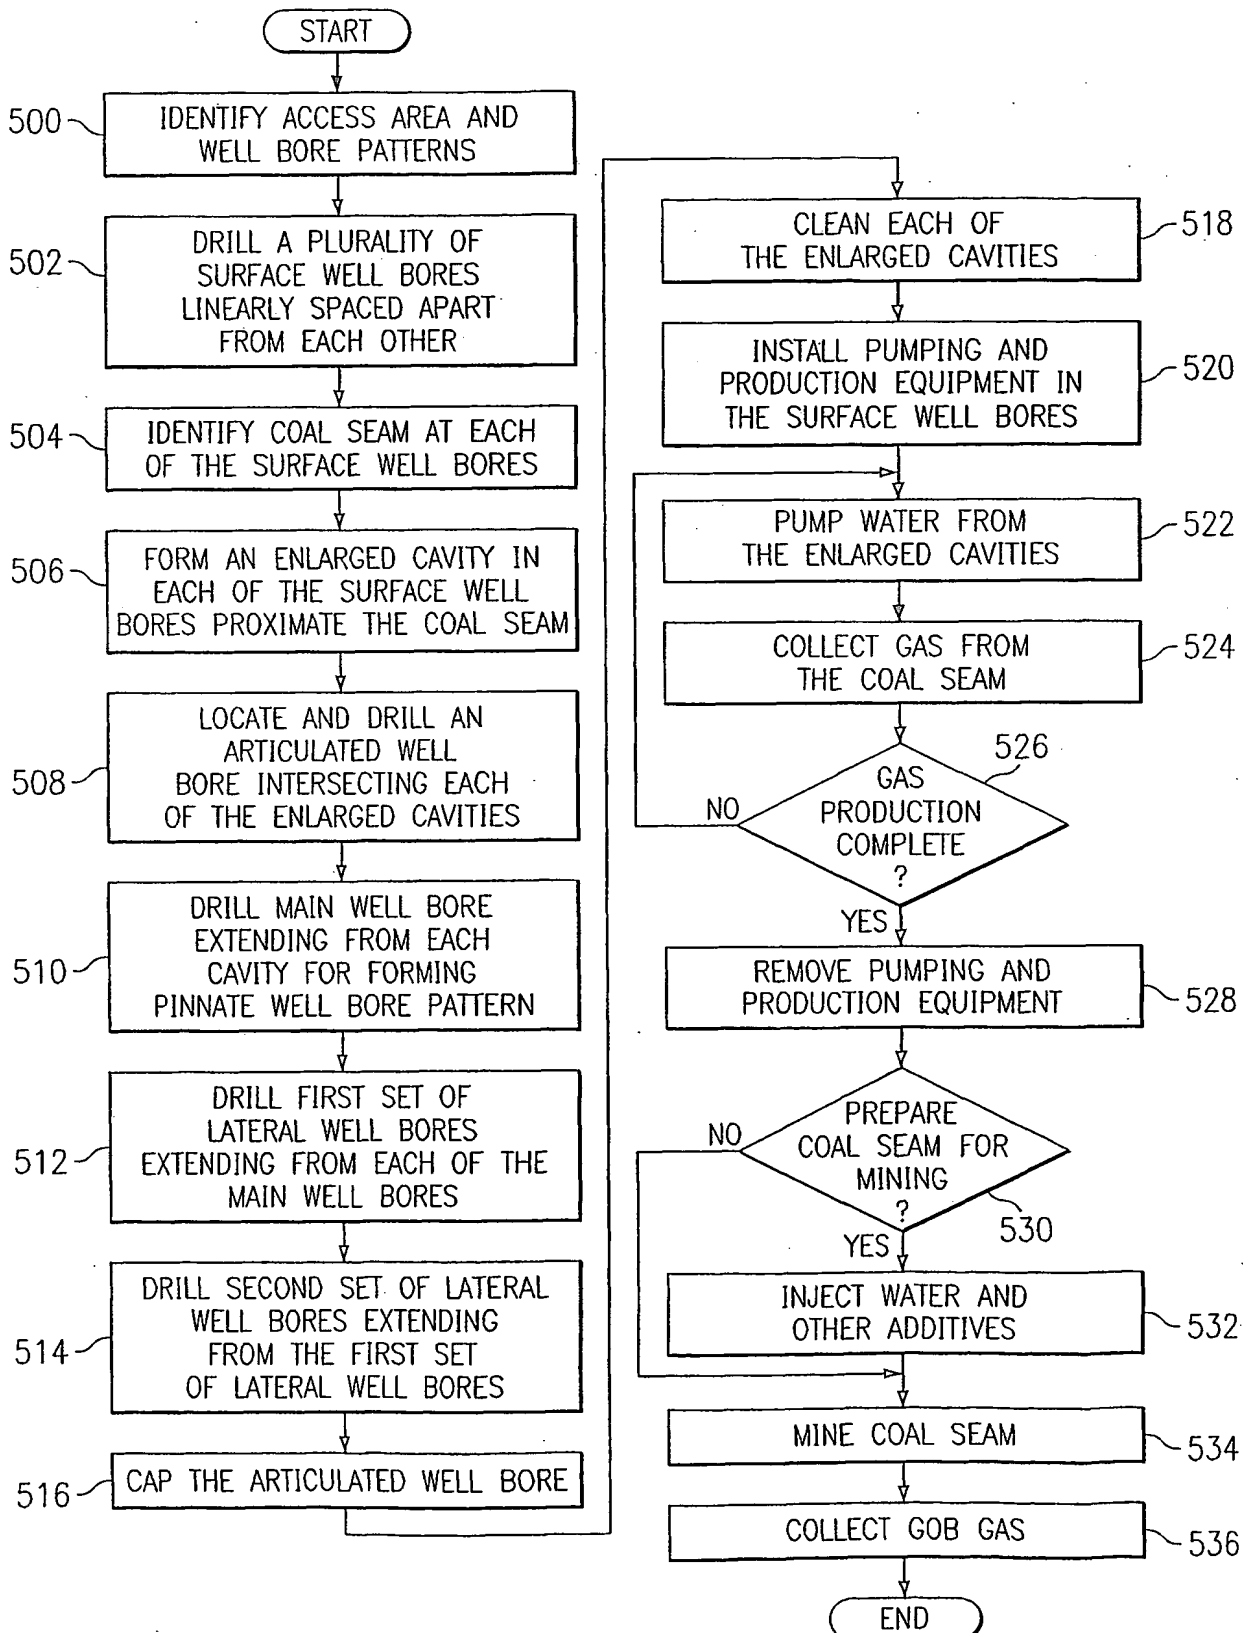 START
500
IDENTIFY ACCESS AREA AND
WELL BORE PATTERNS
502
DRILL A PLURALITY OF
SURFACE WELL BORES
LINEARLY SPACED APART
FROM EACH OTHER
504
IDENTIFY COAL SEAM AT EACH
OF THE SURFACE WELL BORES
506
FORM AN ENLARGED CAVITY IN
EACH OF THE SURFACE WELL
BORES PROXIMATE THE COAL SEAM
508
LOCATE AND DRILL AN
ARTICULATED WELL
BORE INTERSECTING EACH
OF THE ENLARGED CAVITIES
510
DRILL MAIN WELL BORE
EXTENDING FROM EACH
CAVITY FOR FORMING
PINNATE WELL BORE PATTERN
512
DRILL FIRST SET OF
LATERAL WELL BORES
EXTENDING FROM EACH OF THE
MAIN WELL BORES
514
DRILL SECOND SET OF LATERAL
WELL BORES EXTENDING
FROM THE FIRST SET
OF LATERAL WELL BORES
516
CAP THE ARTICULATED WELL BORE
CLEAN EACH OF
THE ENLARGED CAVITIES
518
INSTALL PUMPING AND
PRODUCTION EQUIPMENT IN
THE SURFACE WELL BORES
520
PUMP WATER FROM
THE ENLARGED CAVITIES
522
COLLECT GAS FROM
THE COAL SEAM
524
526
GAS
PRODUCTION
COMPLETE
?
NO
YES
REMOVE PUMPING AND
PRODUCTION EQUIPMENT
528
PREPARE
COAL SEAM FOR
MINING
?
NO
530
YES
INJECT WATER AND
OTHER ADDITIVES
532
MINE COAL SEAM
534
COLLECT GOB GAS
536
END